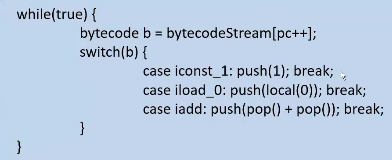 while(true) {
bytecode b = bytecodeStream[pc++];
switch(b) {
case iconst_1: push(1); break;
case iload_0: push(local(0)); break;
case iadd: push(pop() + pop()); break;
}
}